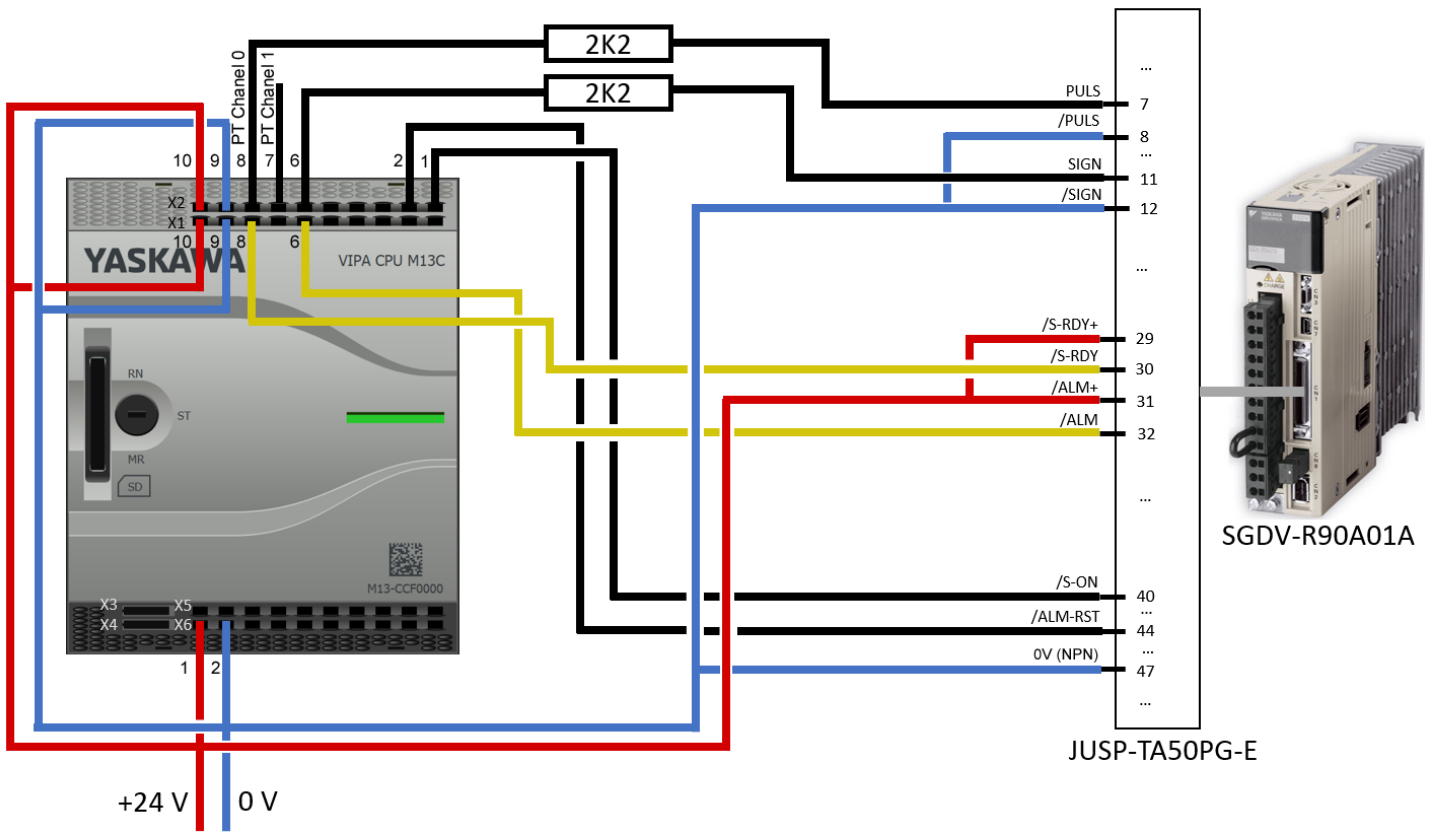 2K2
PT Chanel 0
PT Chanel 1
2K2
...
PULS
7
/PULS
8
...
10
9
8
7
6
2
1
SIGN
11
/SIGN
12
X2
X1
10
9
8
6
YASKAWA
VIPA CPU M13C
...
CHARGE
/S-RDY+
29
/S-RDY
30
/ALM+
31
/ALM
32
RN
ST
MR
SD
...
SGDV-R90A01A
M13-CCF0000
/S-ON
40
...
/ALM-RST
44
...
0V (NPN)
47
...
X3
X5
X4
X6
1
2
JUSP-TA50PG-E
+24 V
0 V